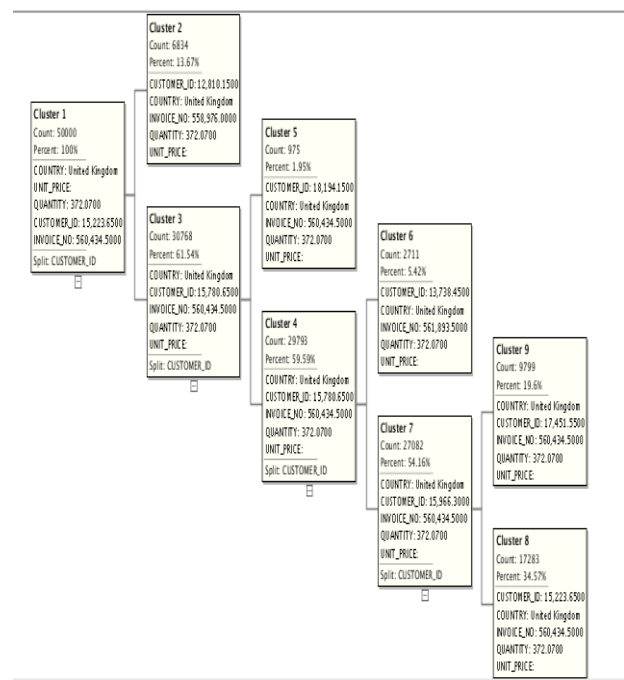 Cluster 1
Count: 50000
Percent: 100%
COUNTRY: United Kingdom
UNIT_PRICE:
QUANTITY: 372.0700
CUSTOMER_ID: 15,223.6500
INVOICE_NO: 560,434.5000
Split: CUSTOMER_ID
Cluster 2
Count: 6834
Percent: 13.67%
CUSTOMER_ID: 12,810.1500
COUNTRY: United Kingdom
INVOICE_NO: 558,976.0000
QUANTITY: 372.0700
UNIT_PRICE:
Cluster 3
Count: 30768
Percent: 61.54%
COUNTRY: United Kingdom
CUSTOMER_ID: 15,780.6500
INVOICE_NO: 560,434.5000
QUANTITY: 372.0700
UNIT_PRICE:
Split: CUSTOMER_ID
Cluster 5
Count: 975
Percent: 1.95%
CUSTOMER_ID: 18,194.1500
COUNTRY: United Kingdom
INVOICE_NO: 560,434.5000
QUANTITY: 372.0700
UNIT_PRICE:
Cluster 4
Count: 29793
Percent: 59.59%
COUNTRY: United Kingdom
CUSTOMER_ID: 15,780.6500
INVOICE_NO: 560,434.5000
QUANTITY: 372.0700
UNIT_PRICE:
Split: CUSTOMER_ID
Cluster 6
Count: 2711
Percent: 5.42%
CUSTOMER_ID: 13,738.4500
COUNTRY: United Kingdom
INVOICE_NO: 561,893.5000
QUANTITY: 372.0700
UNIT_PRICE:
Cluster 7
Count: 27082
Percent: 54.16%
COUNTRY: United Kingdom
CUSTOMER_ID: 15,966.3000
INVOICE_NO: 560,434.5000
QUANTITY: 372.0700
UNIT_PRICE:
Split: CUSTOMER_ID
Cluster 9
Count: 9799
Percent: 19.6%
COUNTRY: United Kingdom
CUSTOMER_ID: 17,451.5500
INVOICE_NO: 560,434.5000
QUANTITY: 372.0700
UNIT_PRICE:
Cluster 8
Count: 17283
Percent: 34.57%
CUSTOMER_ID: 15,223.6500
COUNTRY: United Kingdom
INVOICE_NO: 560,434.5000
QUANTITY: 372.0700
UNIT_PRICE: